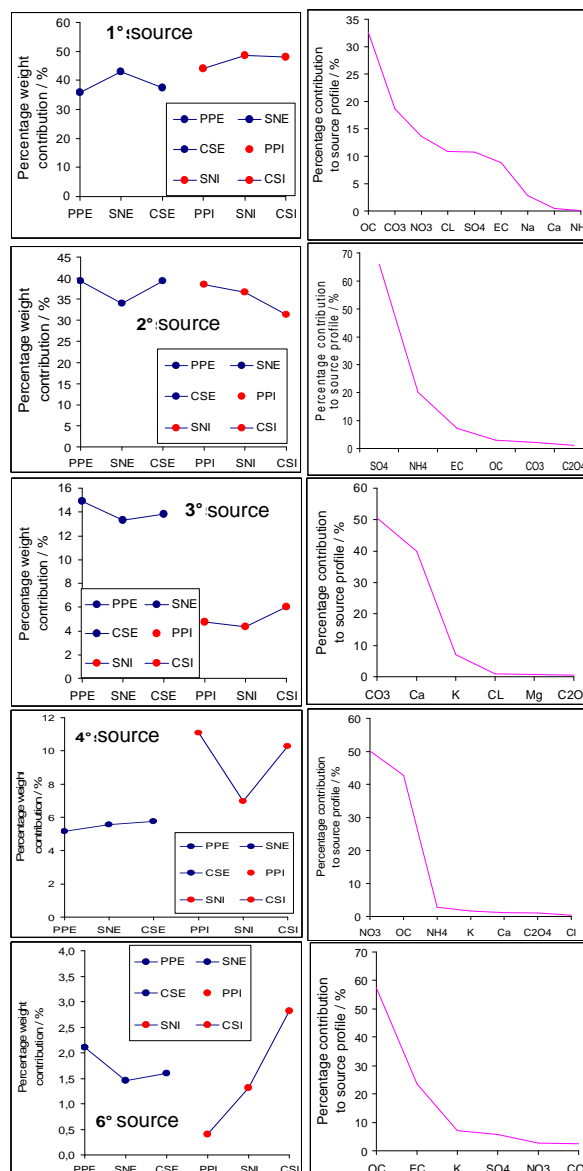 1° source
Percentage weight
contribution / %
60
50
40
30
20
10
0
PPE SNE
CSE PPI
SNI CSI
PPE SNE CSE PPI SNI CSI
Percentage contribution
to source profile / %
35
30
25
20
15
10
5
0
OC CO3 NO3 CL SO4 EC Na Ca NH
2° source
Percentage weight
contribution / %
45
40
35
30
25
20
15
10
5
0
PPE SNE
CSE PPI
SNI CSI
PPE SNE CSE PPI SNI CSI
Percentage contribution
to source profile / %
70
60
50
40
30
20
10
0
SO4 NH4 EC OC CO3 C2O4
3° source
Percentage weight
contribution / %
16
14
12
10
8
6
4
2
0
PPE SNE
CSE PPI
SNI CSI
PPE SNE CSE PPI SNI CSI
Percentage contribution
to source profile / %
60
50
40
30
20
10
0
CO3 Ca K CL Mg C2O
4° source
Percentage weight
contribution / %
12
10
8
6
4
2
0
PPE SNE
CSE PPI
SNI CSI
PPE SNE CSE PPI SNI CSI
Percentage contribution
to source profile / %
60
50
40
30
20
10
0
NO3 OC NH4 K Ca C2O4 Cl
6° source
Percentage weight
contribution / %
4,0
3,5
3,0
2,5
2,0
1,5
1,0
0,5
0,0
PPE SNE
CSE PPI
SNI CSI
PPE SNE CSE PPI SNI CSI
Percentage contribution
to source profile / %
70
60
50
40
30
20
10
0
OC EC K SO4 NO3